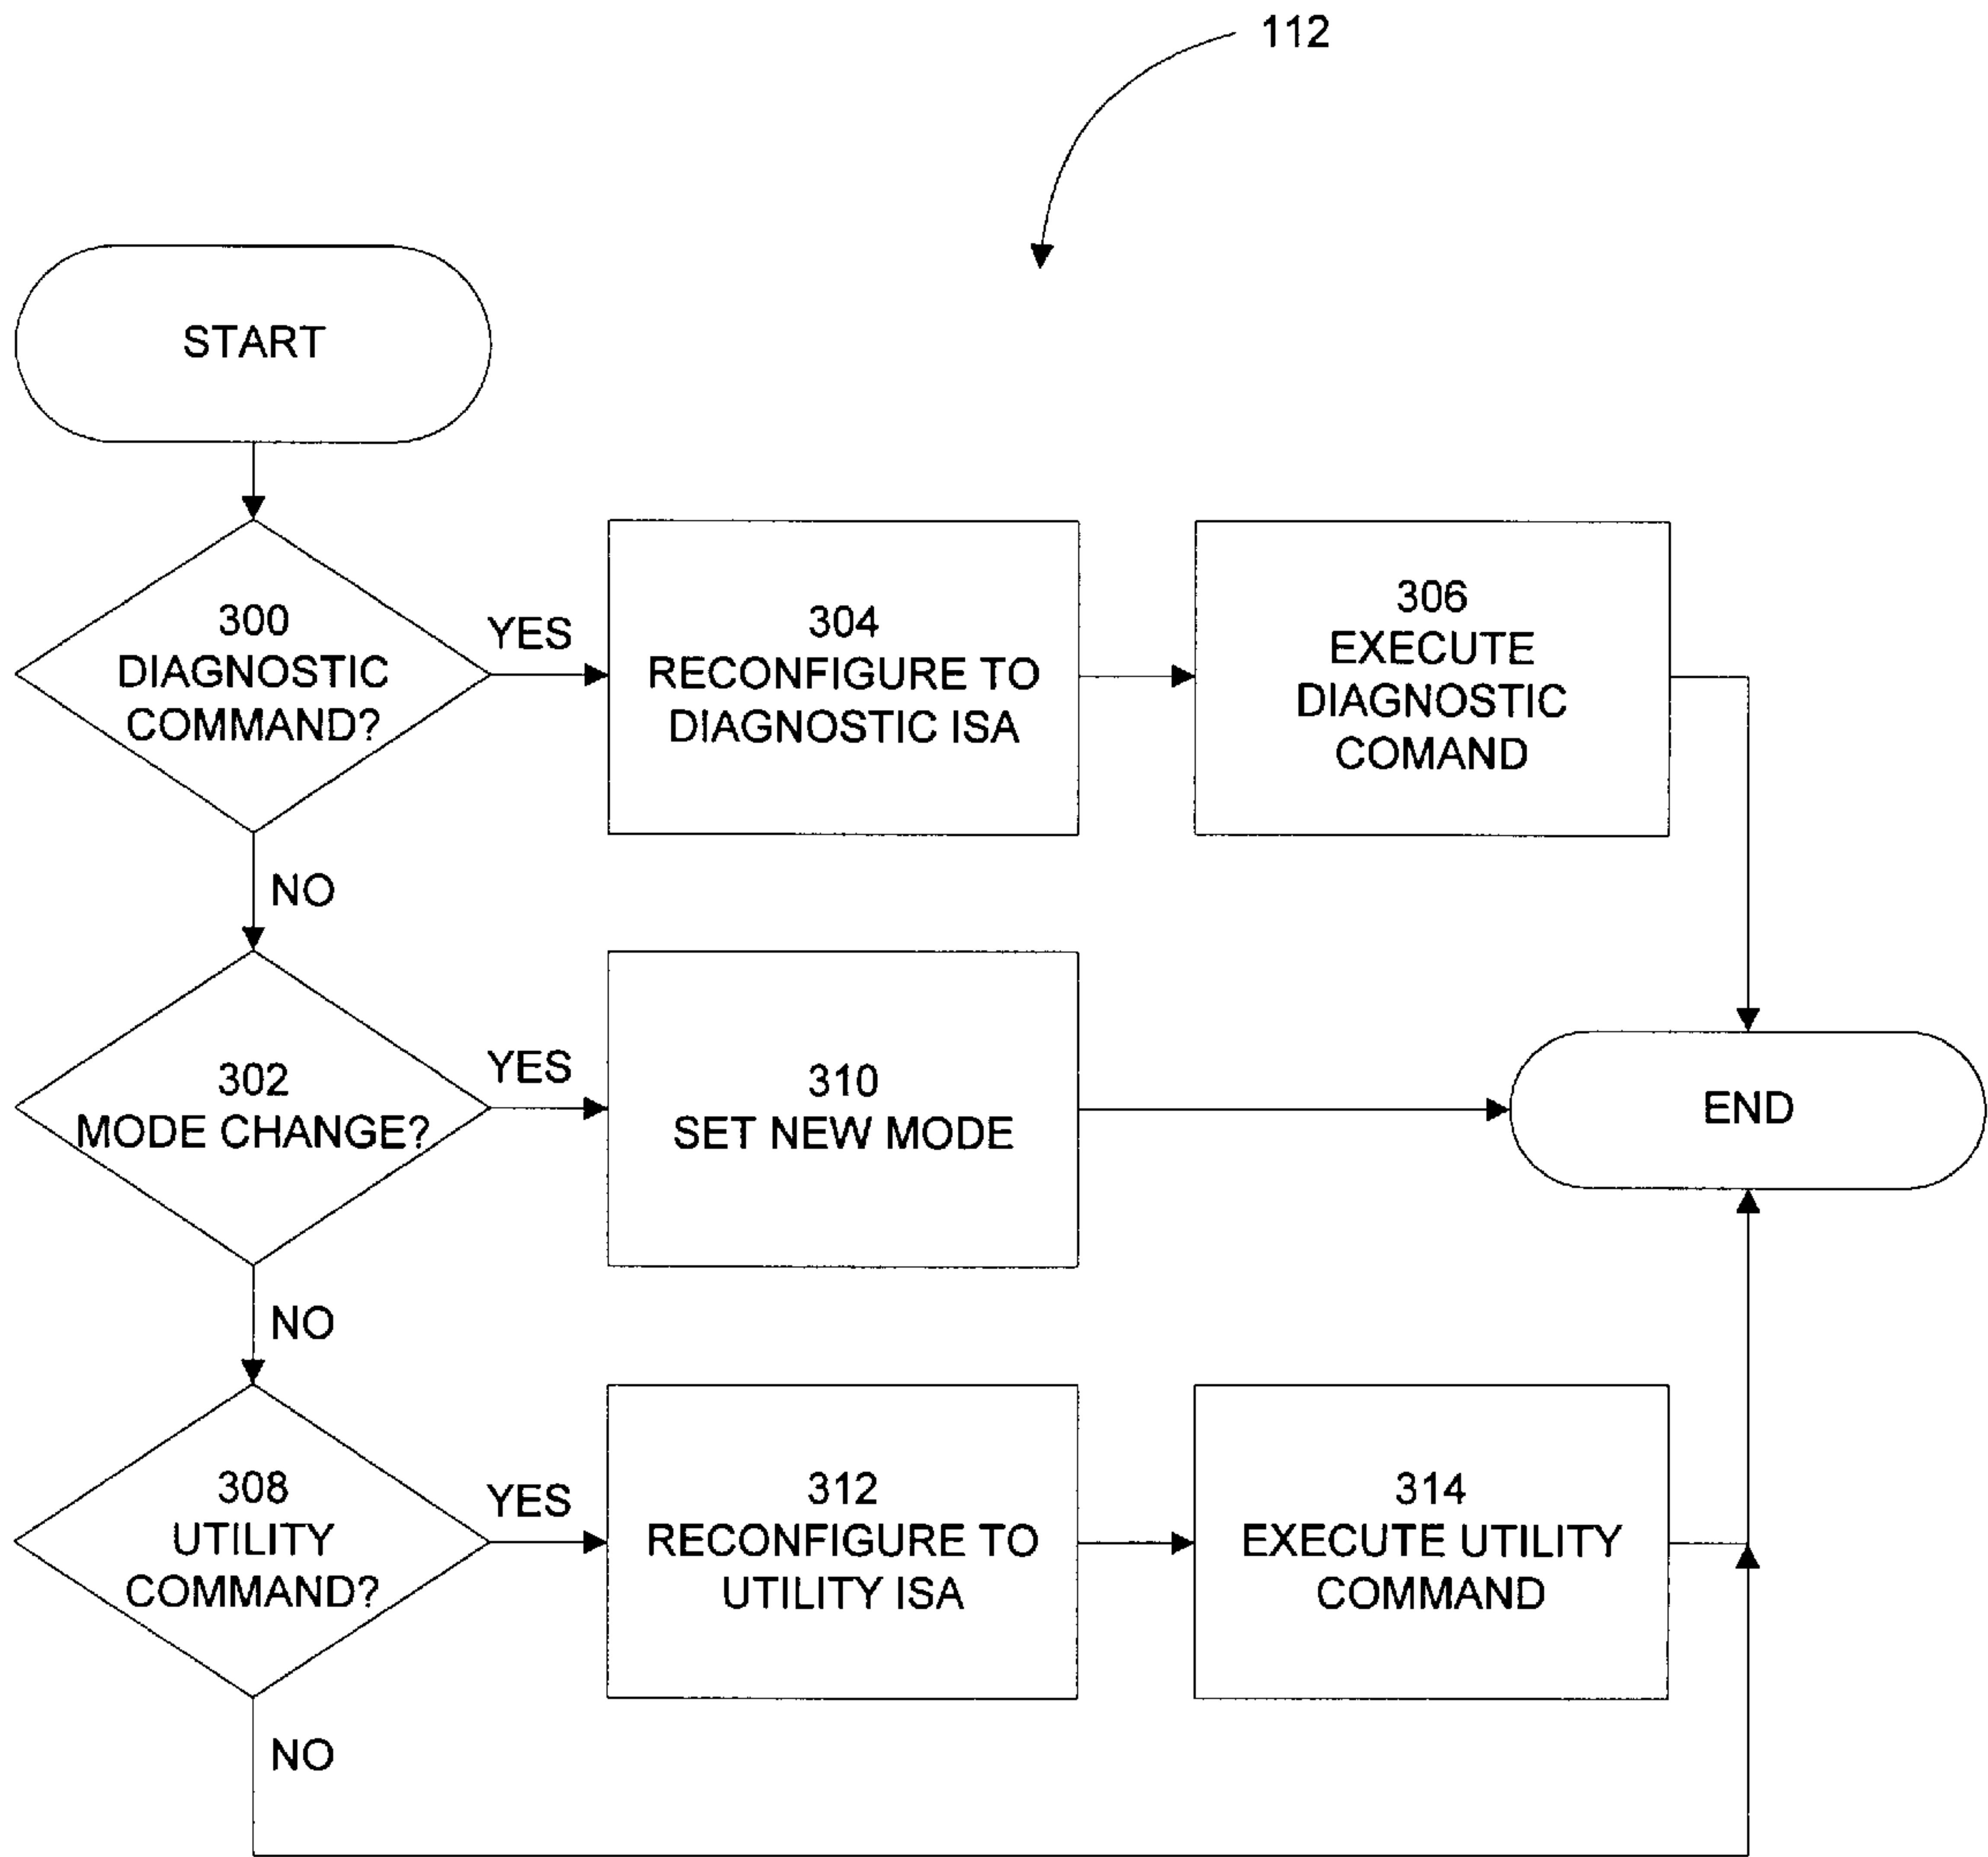 112
START
300
DIAGNOSTIC
COMMAND?
YES
304
RECONFIGURE TO
DIAGNOSTIC ISA
306
EXECUTE
DIAGNOSTIC
COMAND
NO
302
MODE CHANGE?
YES
310
SET NEW MODE
END
NO
308
UTILITY
COMMAND?
YES
312
RECONFIGURE TO
UTILITY ISA
314
EXECUTE UTILITY
COMMAND
NO